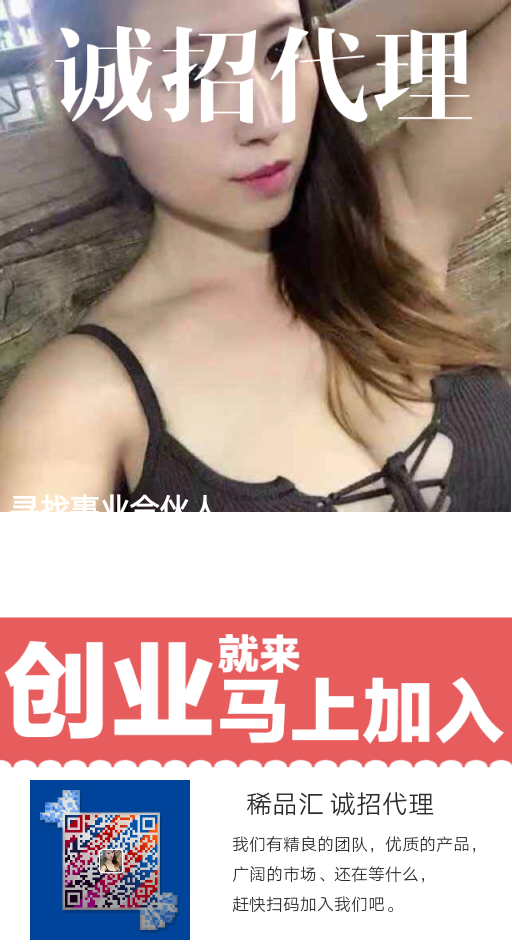 诚招代理
寻找事业合伙人
创业就来马上加入
稀品汇 诚招代理
我们有精良的团队，优质的产品，
广阔的市场、还在等什么，
赶快扫码加入我们吧。